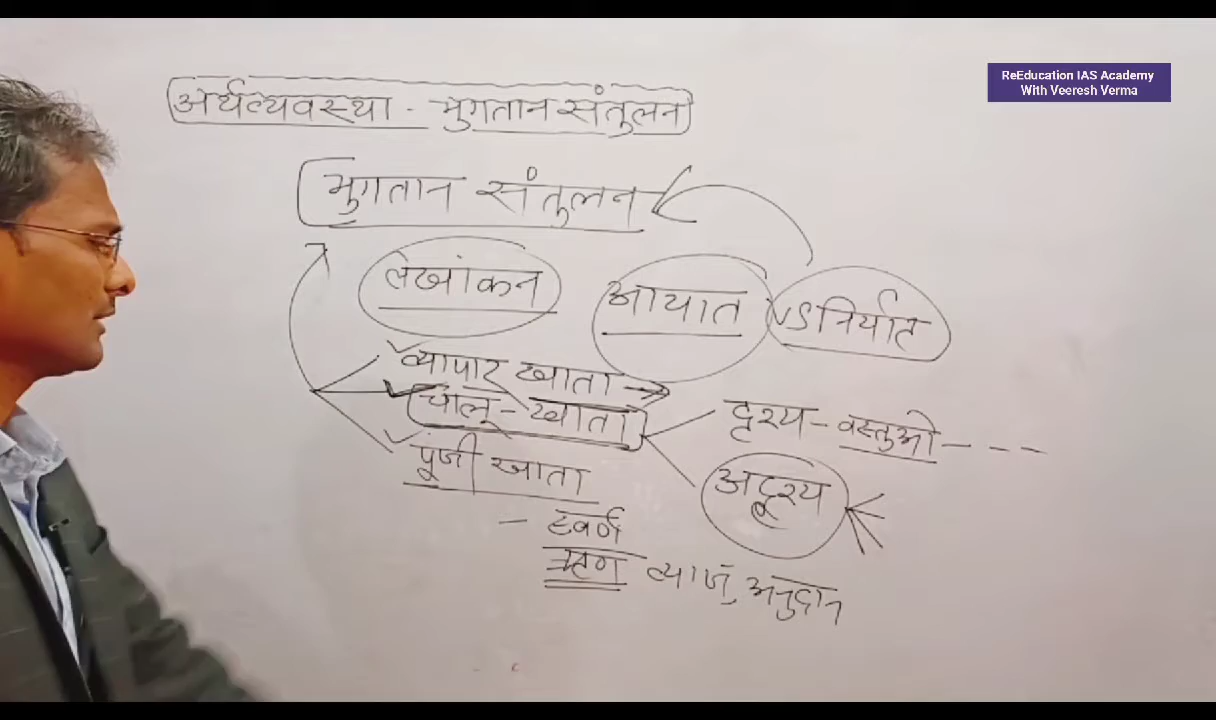 ReEducation IAS Academy
With Veeresh Verma
अर्थव्यवस्था - भुगतान संतुलन
भुगतान संतुलन
लेखांकन
आयात VS निर्यात
व्यापार खाता →
चालू - खाता
दृश्य - वस्तुओ - - -
पूंजी खाता
अदृश्य
- स्वर्ण
ऋण ब्याज, अनुदान